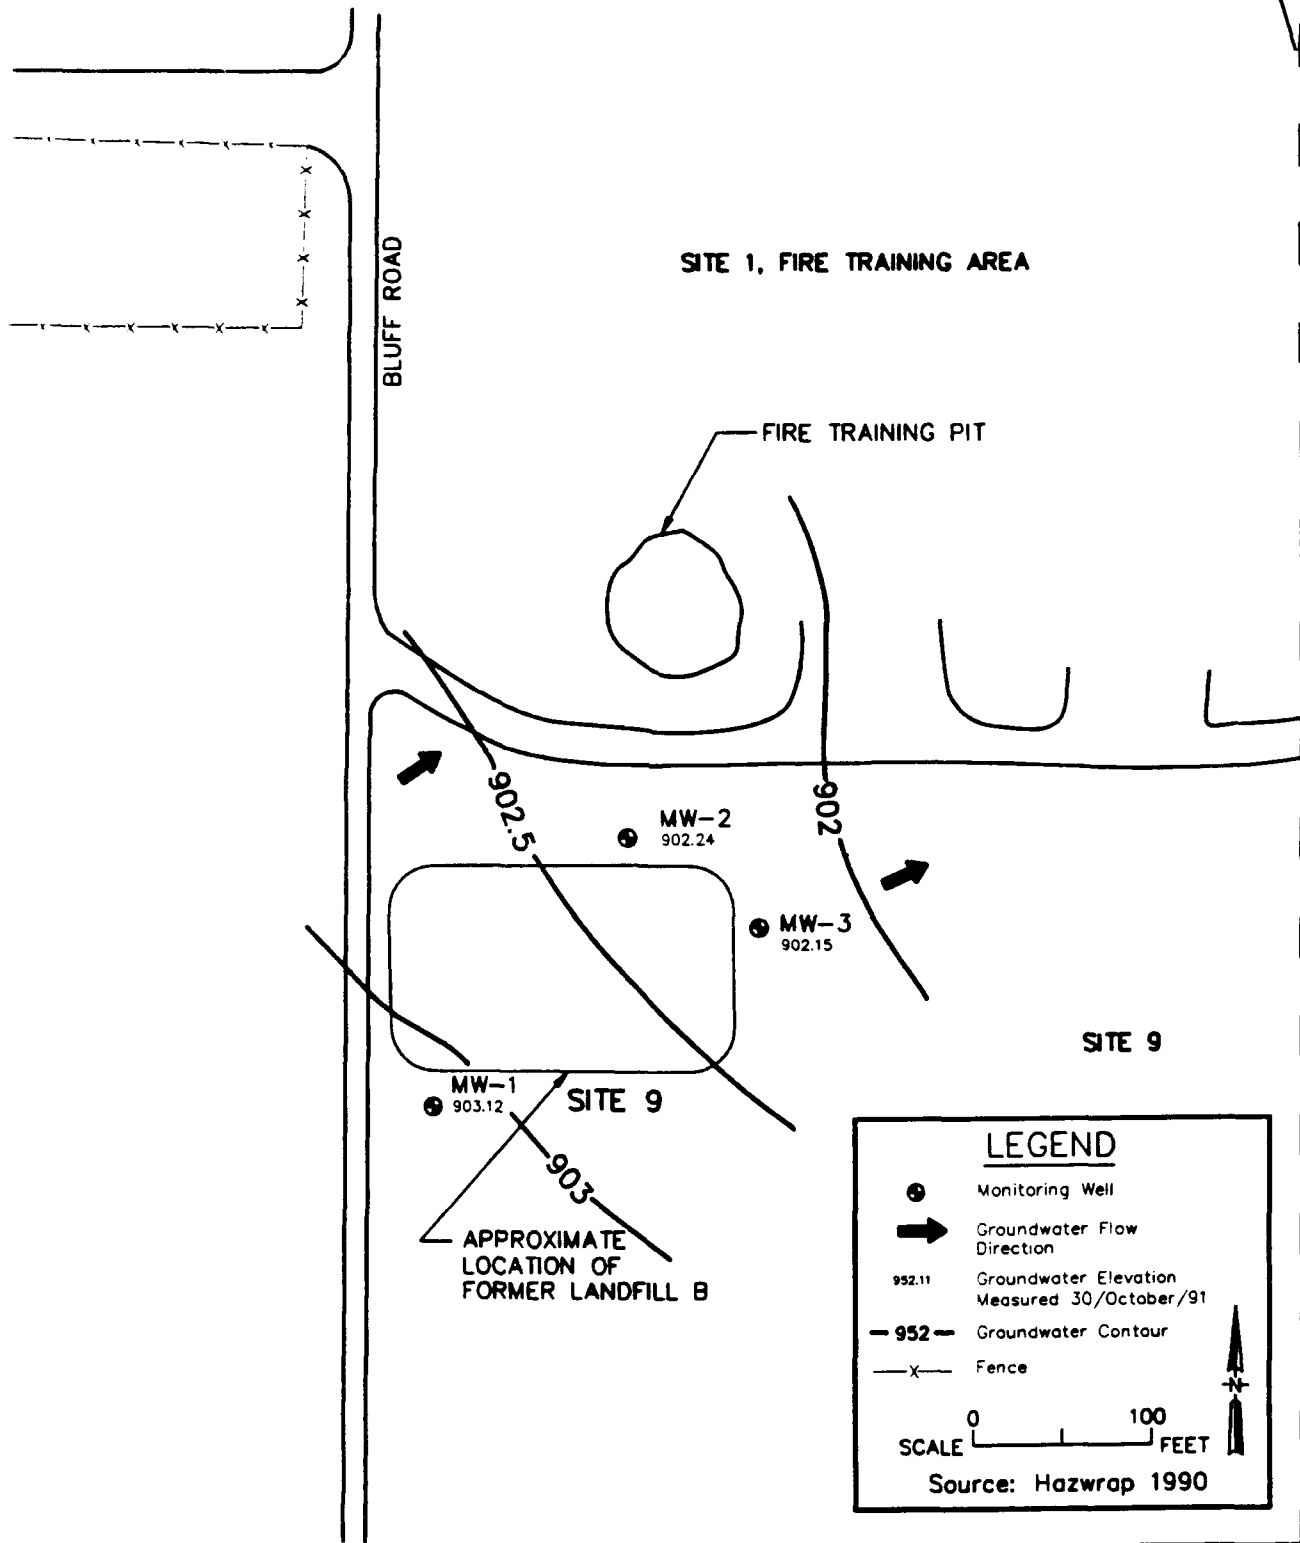 BLUFF ROAD
SITE 1, FIRE TRAINING AREA
FIRE TRAINING PIT
902.5
MW-2
902.24
902
MW-3
902.15
SITE 9
MW-1
903.12
SITE 9
903
APPROXIMATE
LOCATION OF
FORMER LANDFILL B
LEGEND
Monitoring Well
Groundwater Flow
Direction
952.11 Groundwater Elevation
Measured 30/October/91
952 Groundwater Contour
X Fence
N
0 100
SCALE FEET
Source: Hazwrap 1990